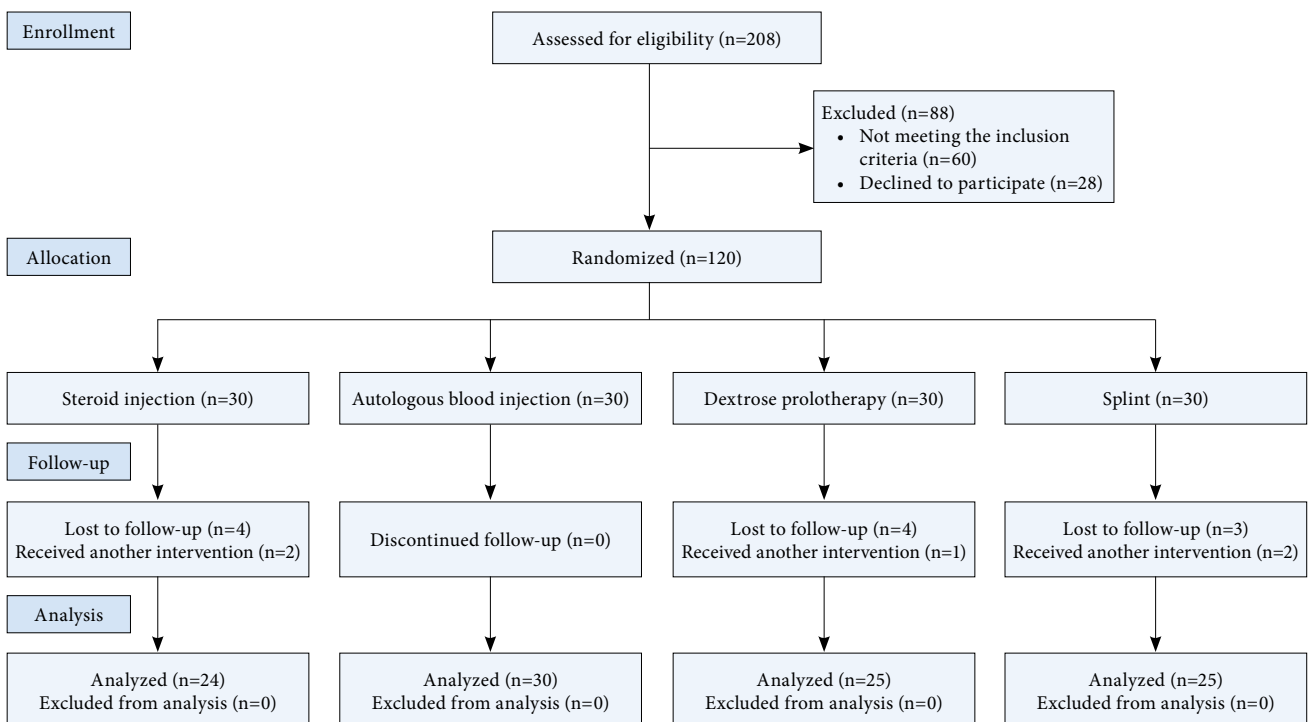 Enrollment
Assessed for eligibility (n=208)
Excluded (n=88)
• Not meeting the inclusion
criteria (n=60)
• Declined to participate (n=28)
Allocation
Randomized (n=120)
Steroid injection (n=30)
Autologous blood injection (n=30)
Dextrose prolotherapy (n=30)
Splint (n=30)
Follow-up
Lost to follow-up (n=4)
Received another intervention (n=2)
Discontinued follow-up (n=0)
Lost to follow-up (n=4)
Received another intervention (n=1)
Lost to follow-up (n=3)
Received another intervention (n=2)
Analysis
Analyzed (n=24)
Excluded from analysis (n=0)
Analyzed (n=30)
Excluded from analysis (n=0)
Analyzed (n=25)
Excluded from analysis (n=0)
Analyzed (n=25)
Excluded from analysis (n=0)